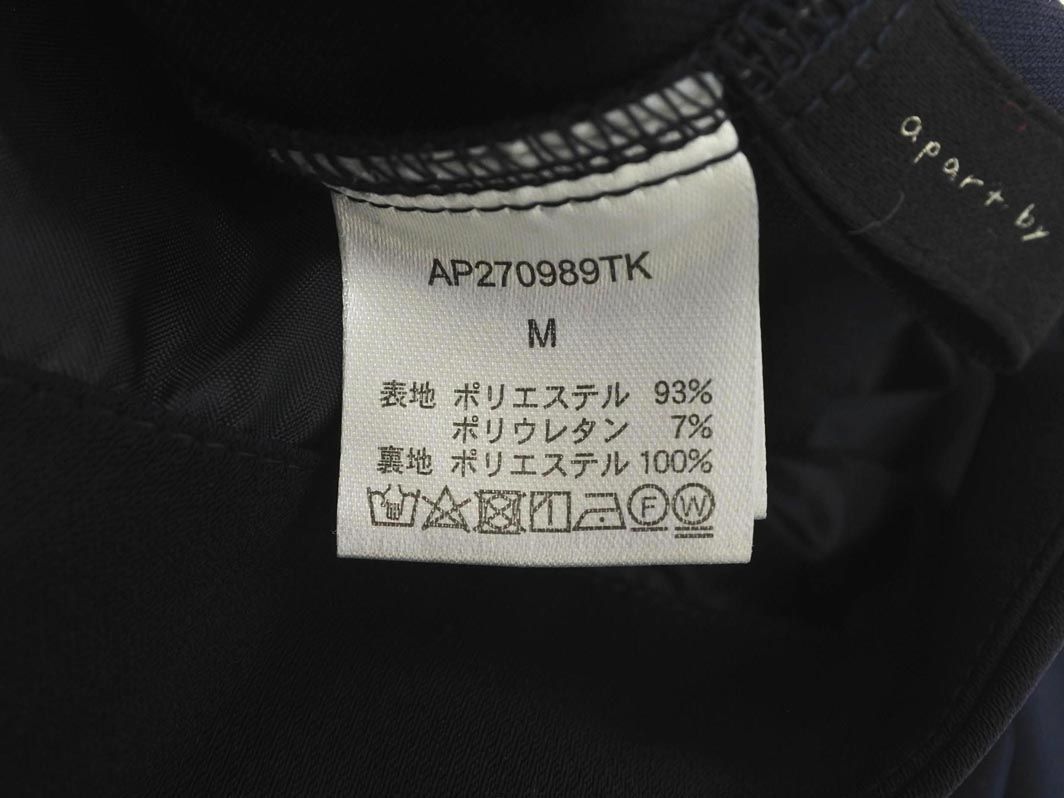 apart by
AP270989TK
M
表地 ポリエステル 93%
ポリウレタン 7%
裏地 ポリエステル 100%
F W